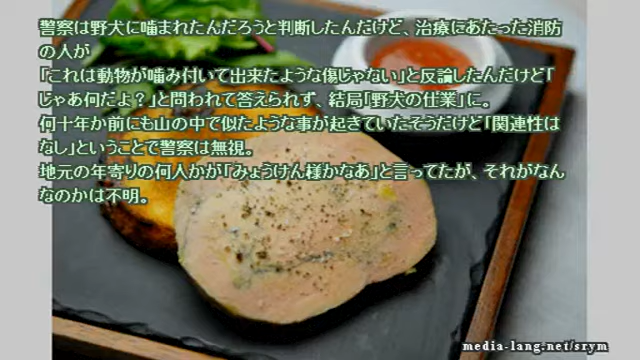 警察は野犬に噛まれたんだろうと判断したんだけど、治療にあたった消防
の人が
「これは動物が噛み付いて出来たような傷じゃない」と反論したんだけど「
じゃあ何だよ？」と問われて答えられず、結局「野犬の仕業」に。
何十年か前にも山の中で似たような事が起きていたそうだけど「関連性は
なし」ということで警察は無視。
地元の年寄りの何人かが「みょうけん様かなあ」と言ってたが、それがなん
なのかは不明。
media-lang.net/srym